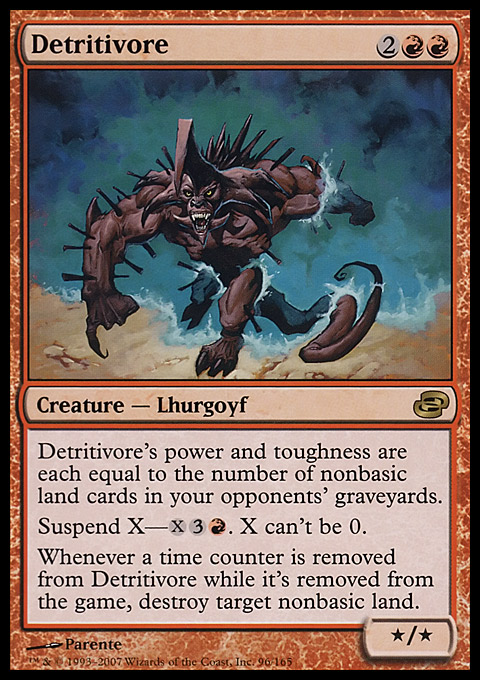 Detritivore 2
Creature — Lhurgoyf
Detritivore's power and toughness are
each equal to the number of nonbasic
land cards in your opponents' graveyards.
Suspend X—X3. X can't be 0.
Whenever a time counter is removed
from Detritivore while it's removed from
the game, destroy target nonbasic land.
Parente
★/★
™ & © 1993–2007 Wizards of the Coast, Inc. 96/165